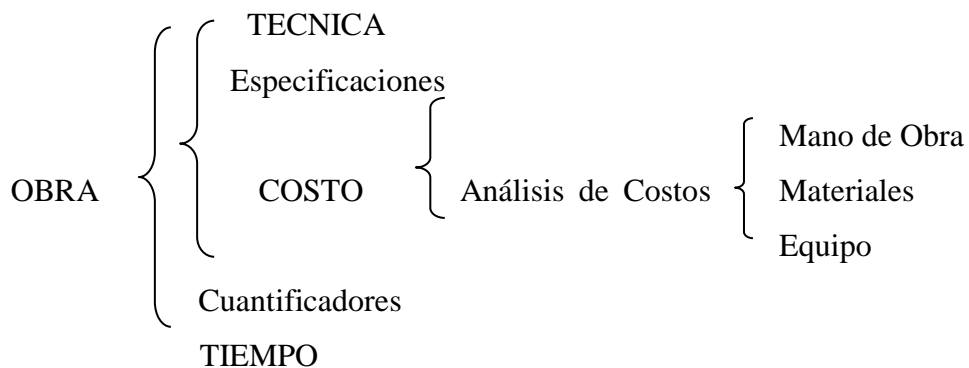 TECNICA
Especificaciones
Mano de Obra
OBRA COSTO Análisis de Costos Materiales
Equipo
Cuantificadores
TIEMPO